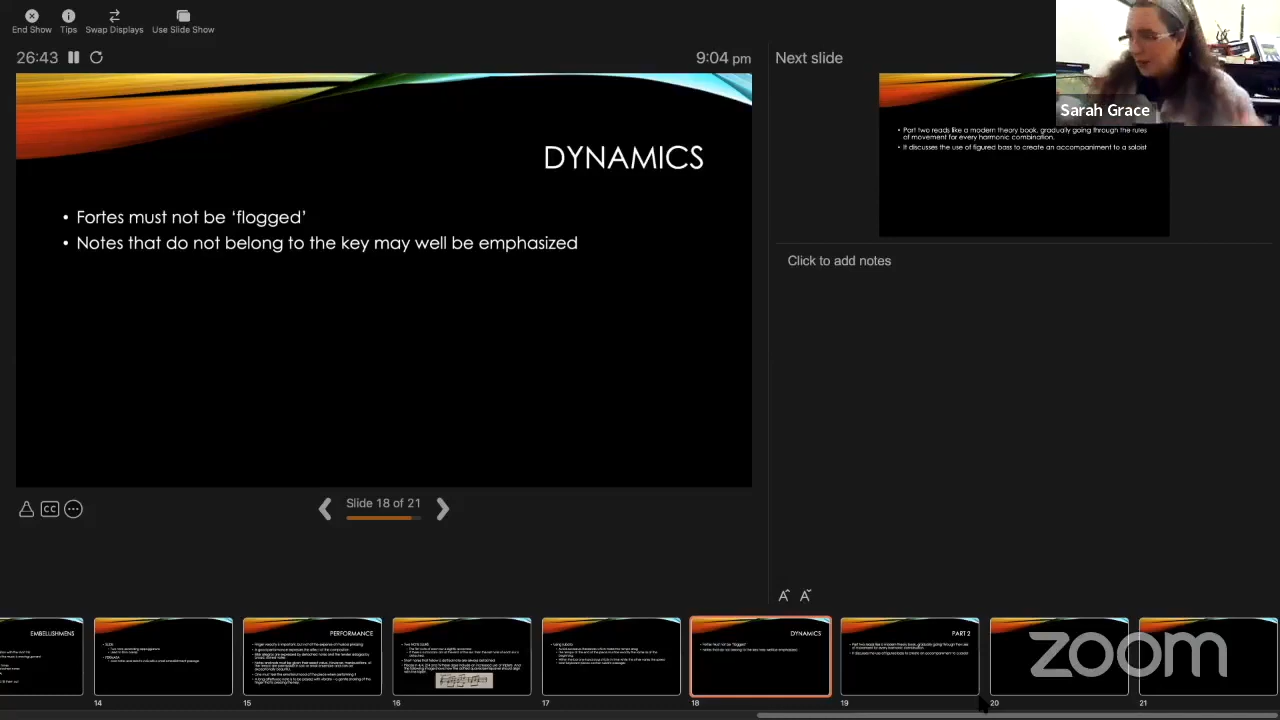 End Show
Tips
Swap Displays
Use Slide Show
26:43
9:04 pm
DYNAMICS
• Fortes must not be ‘flogged’
• Notes that do not belong to the key may well be emphasized
Next slide
• Part two reads like a modern theory book, gradually going through the rules
of movement for every harmonic combination.
• It discusses the use of figured bass to create an accompaniment to a soloist
Sarah Grace
Click to add notes
CC
Slide 18 of 21
EMBELLISHMENS
PERFORMANCE
DYNAMICS
PART 2
14
15
16
17
18
19
20
21
zoom